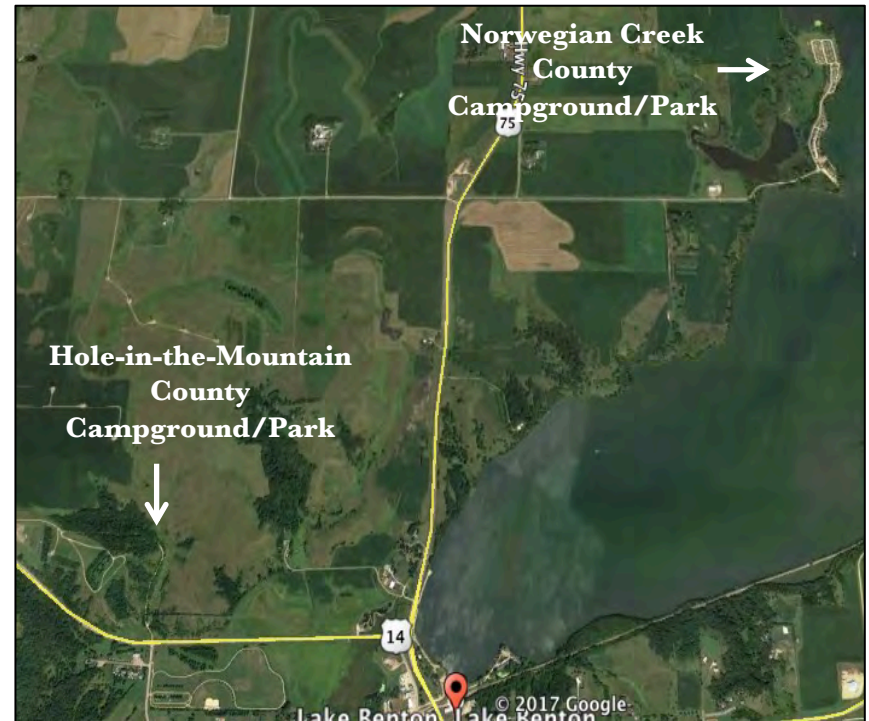 Norwegian Creek
County
Campground/Park
Hwy 75
75
Hole-in-the-Mountain
County
Campground/Park
14
© 2017 Google
Lake Benton Lake Benton